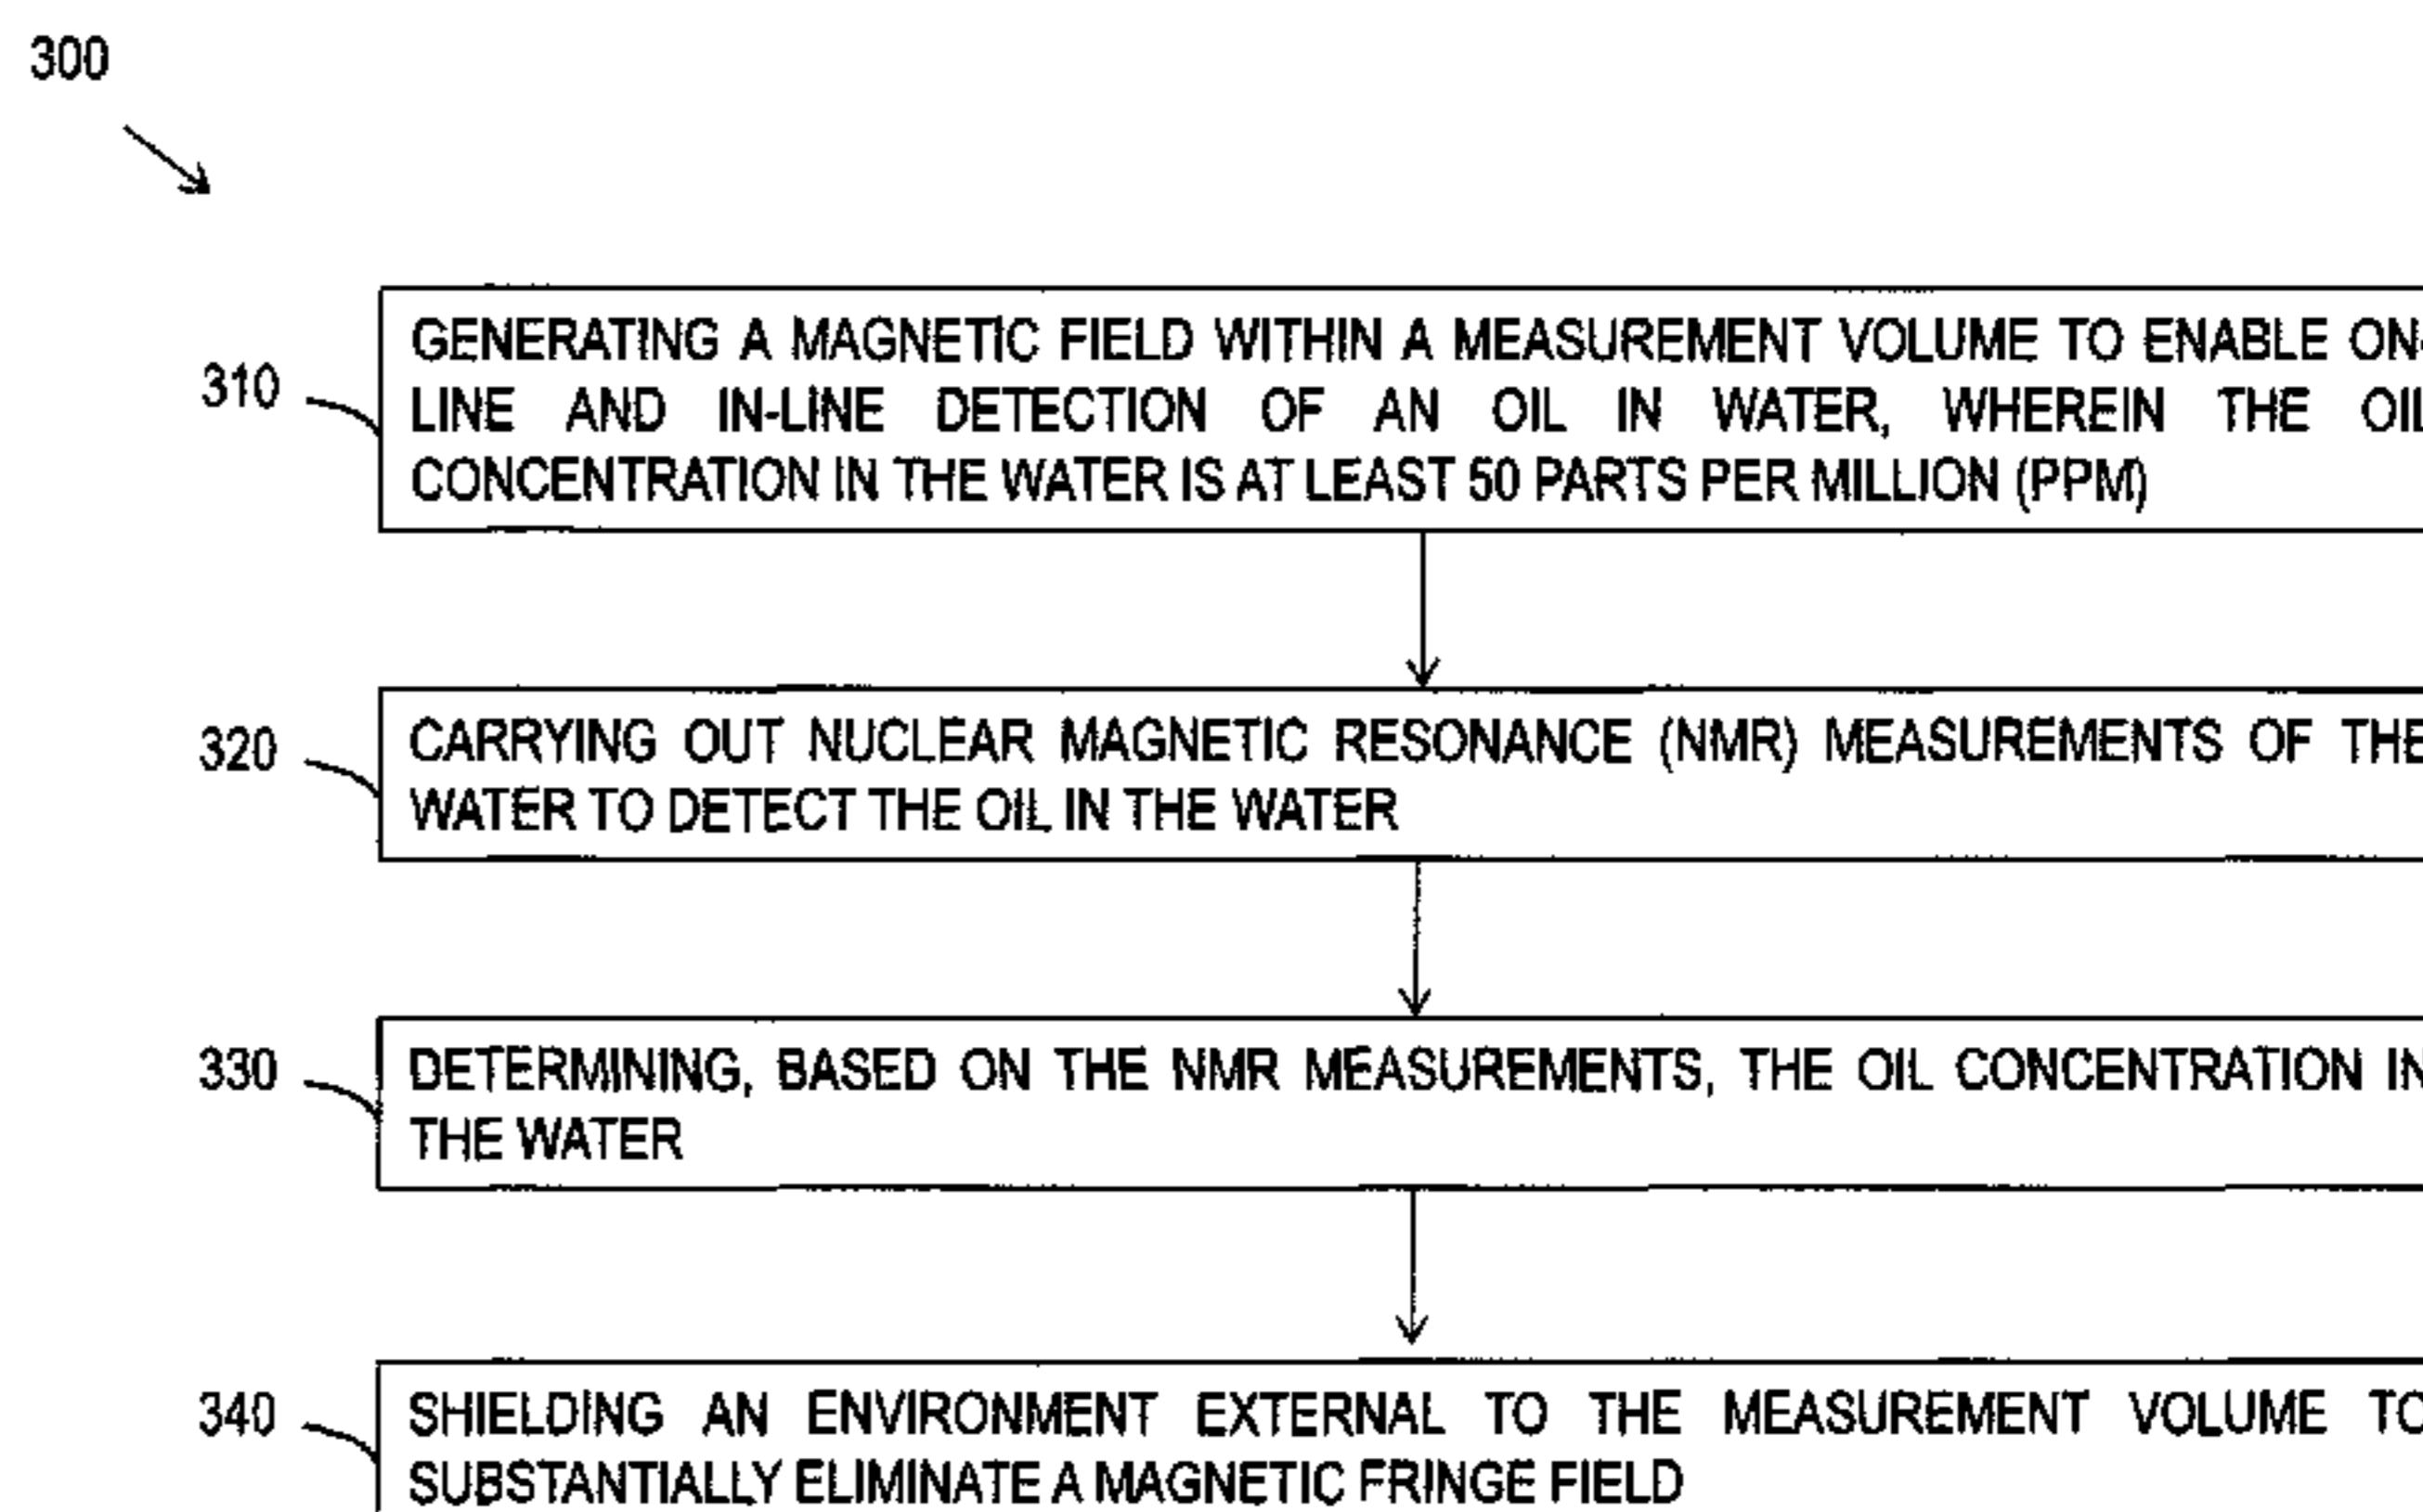 300
310
GENERATING A MAGNETIC FIELD WITHIN A MEASUREMENT VOLUME TO ENABLE ON-
LINE AND IN-LINE DETECTION OF AN OIL IN WATER, WHEREIN THE OIL
CONCENTRATION IN THE WATER IS AT LEAST 50 PARTS PER MILLION (PPM)
320
CARRYING OUT NUCLEAR MAGNETIC RESONANCE (NMR) MEASUREMENTS OF THE
WATER TO DETECT THE OIL IN THE WATER
330
DETERMINING, BASED ON THE NMR MEASUREMENTS, THE OIL CONCENTRATION IN
THE WATER
340
SHIELDING AN ENVIRONMENT EXTERNAL TO THE MEASUREMENT VOLUME TO
SUBSTANTIALLY ELIMINATE A MAGNETIC FRINGE FIELD